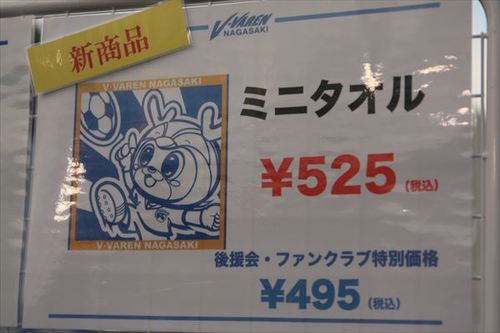 新商品
V-VAREN
NAGASAKI
V·VAREN NAGASAKI
V-VAREN NAGASAKI
ミニタオル
¥525(税込)
後援会・ファンクラブ特別価格
¥495(税込)